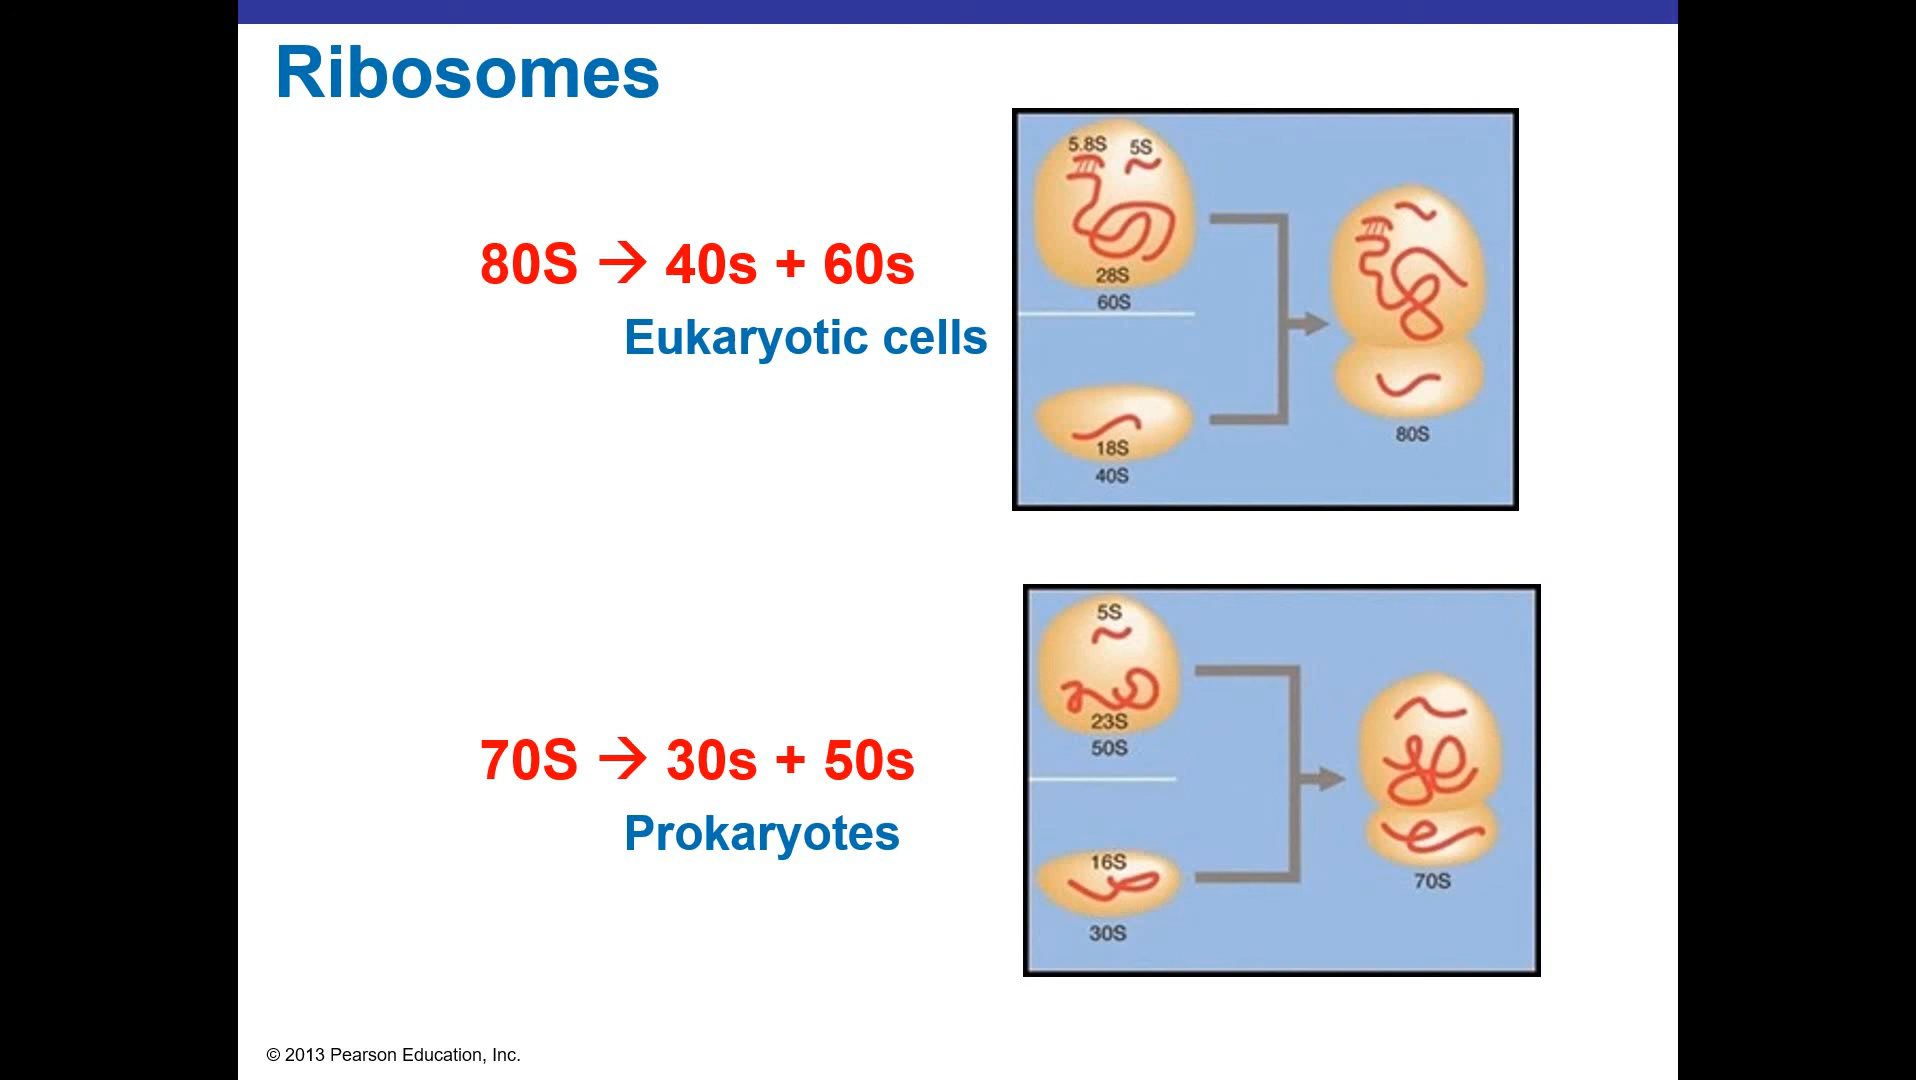 Ribosomes
80S → 40s + 60s
Eukaryotic cells
5.8S 5S
28S
60S
18S
40S
80S
70S → 30s + 50s
Prokaryotes
5S
23S
50S
16S
30S
70S
© 2013 Pearson Education, Inc.